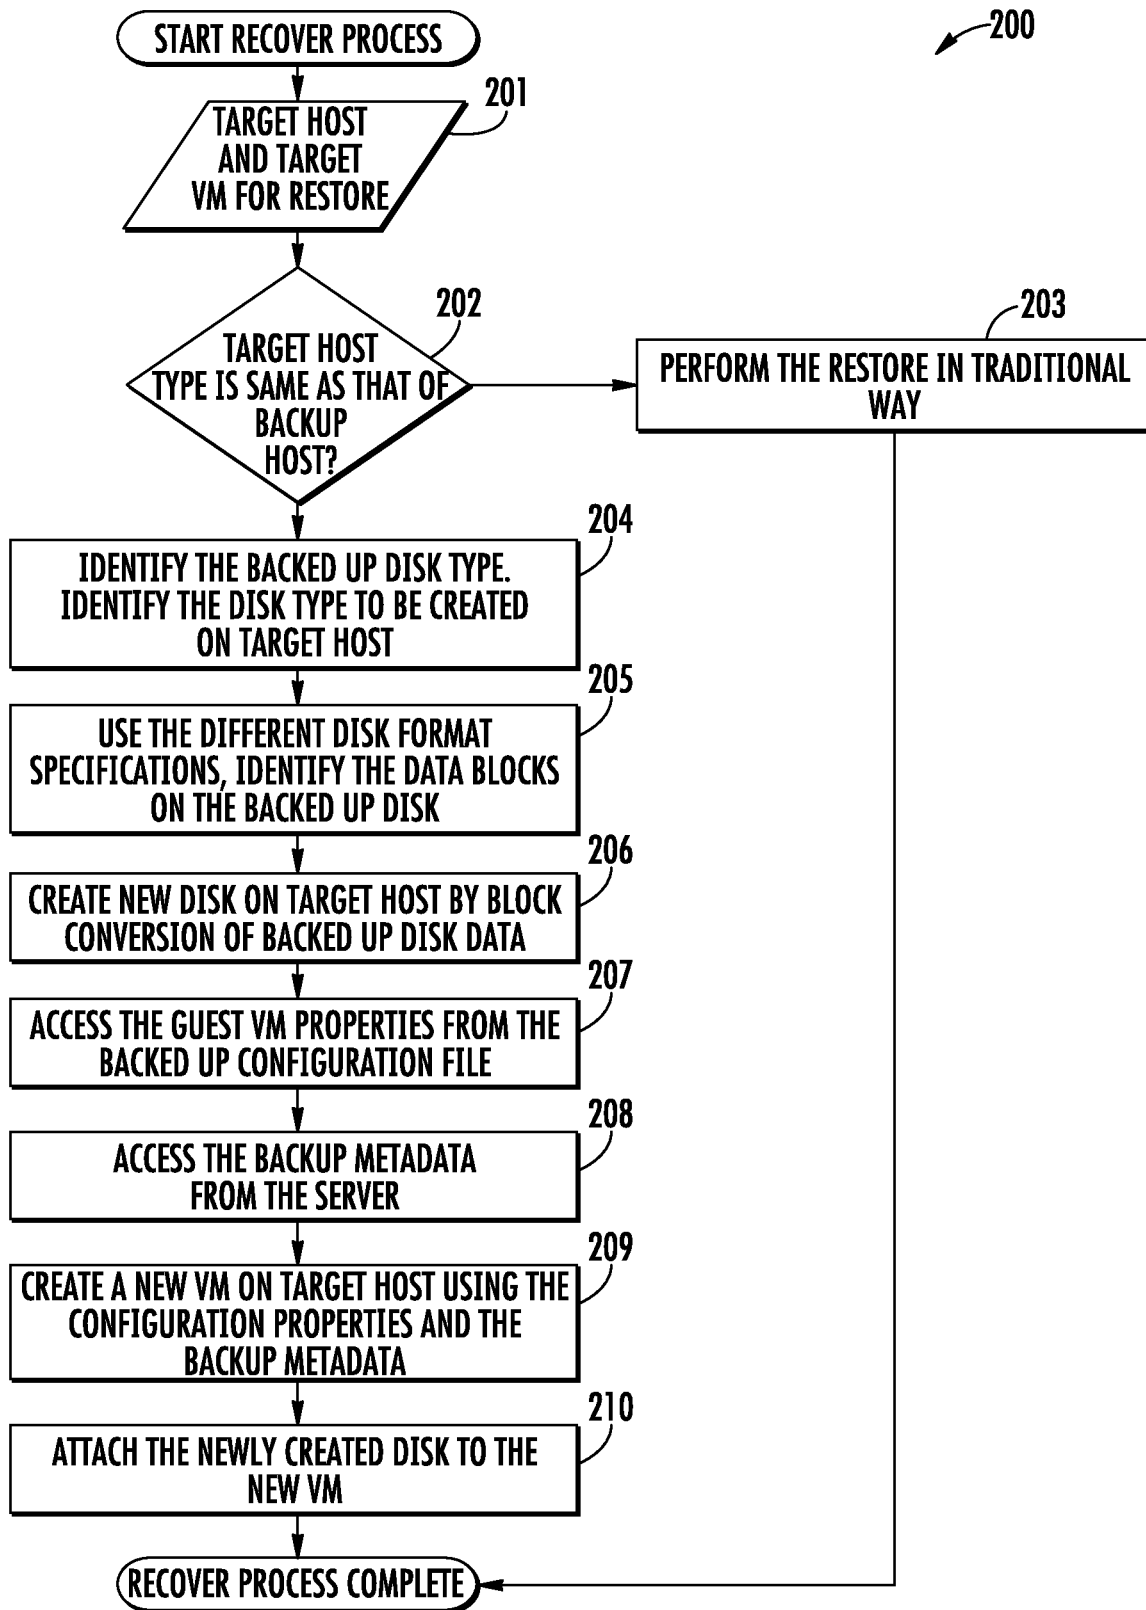 START RECOVER PROCESS
200
201
TARGET HOST
AND TARGET
VM FOR RESTORE
202
TARGET HOST
TYPE IS SAME AS THAT OF
BACKUP
HOST?
203
PERFORM THE RESTORE IN TRADITIONAL
WAY
204
IDENTIFY THE BACKED UP DISK TYPE.
IDENTIFY THE DISK TYPE TO BE CREATED
ON TARGET HOST
205
USE THE DIFFERENT DISK FORMAT
SPECIFICATIONS, IDENTIFY THE DATA BLOCKS
ON THE BACKED UP DISK
206
CREATE NEW DISK ON TARGET HOST BY BLOCK
CONVERSION OF BACKED UP DISK DATA
207
ACCESS THE GUEST VM PROPERTIES FROM THE
BACKED UP CONFIGURATION FILE
208
ACCESS THE BACKUP METADATA
FROM THE SERVER
209
CREATE A NEW VM ON TARGET HOST USING THE
CONFIGURATION PROPERTIES AND THE
BACKUP METADATA
210
ATTACH THE NEWLY CREATED DISK TO THE
NEW VM
RECOVER PROCESS COMPLETE